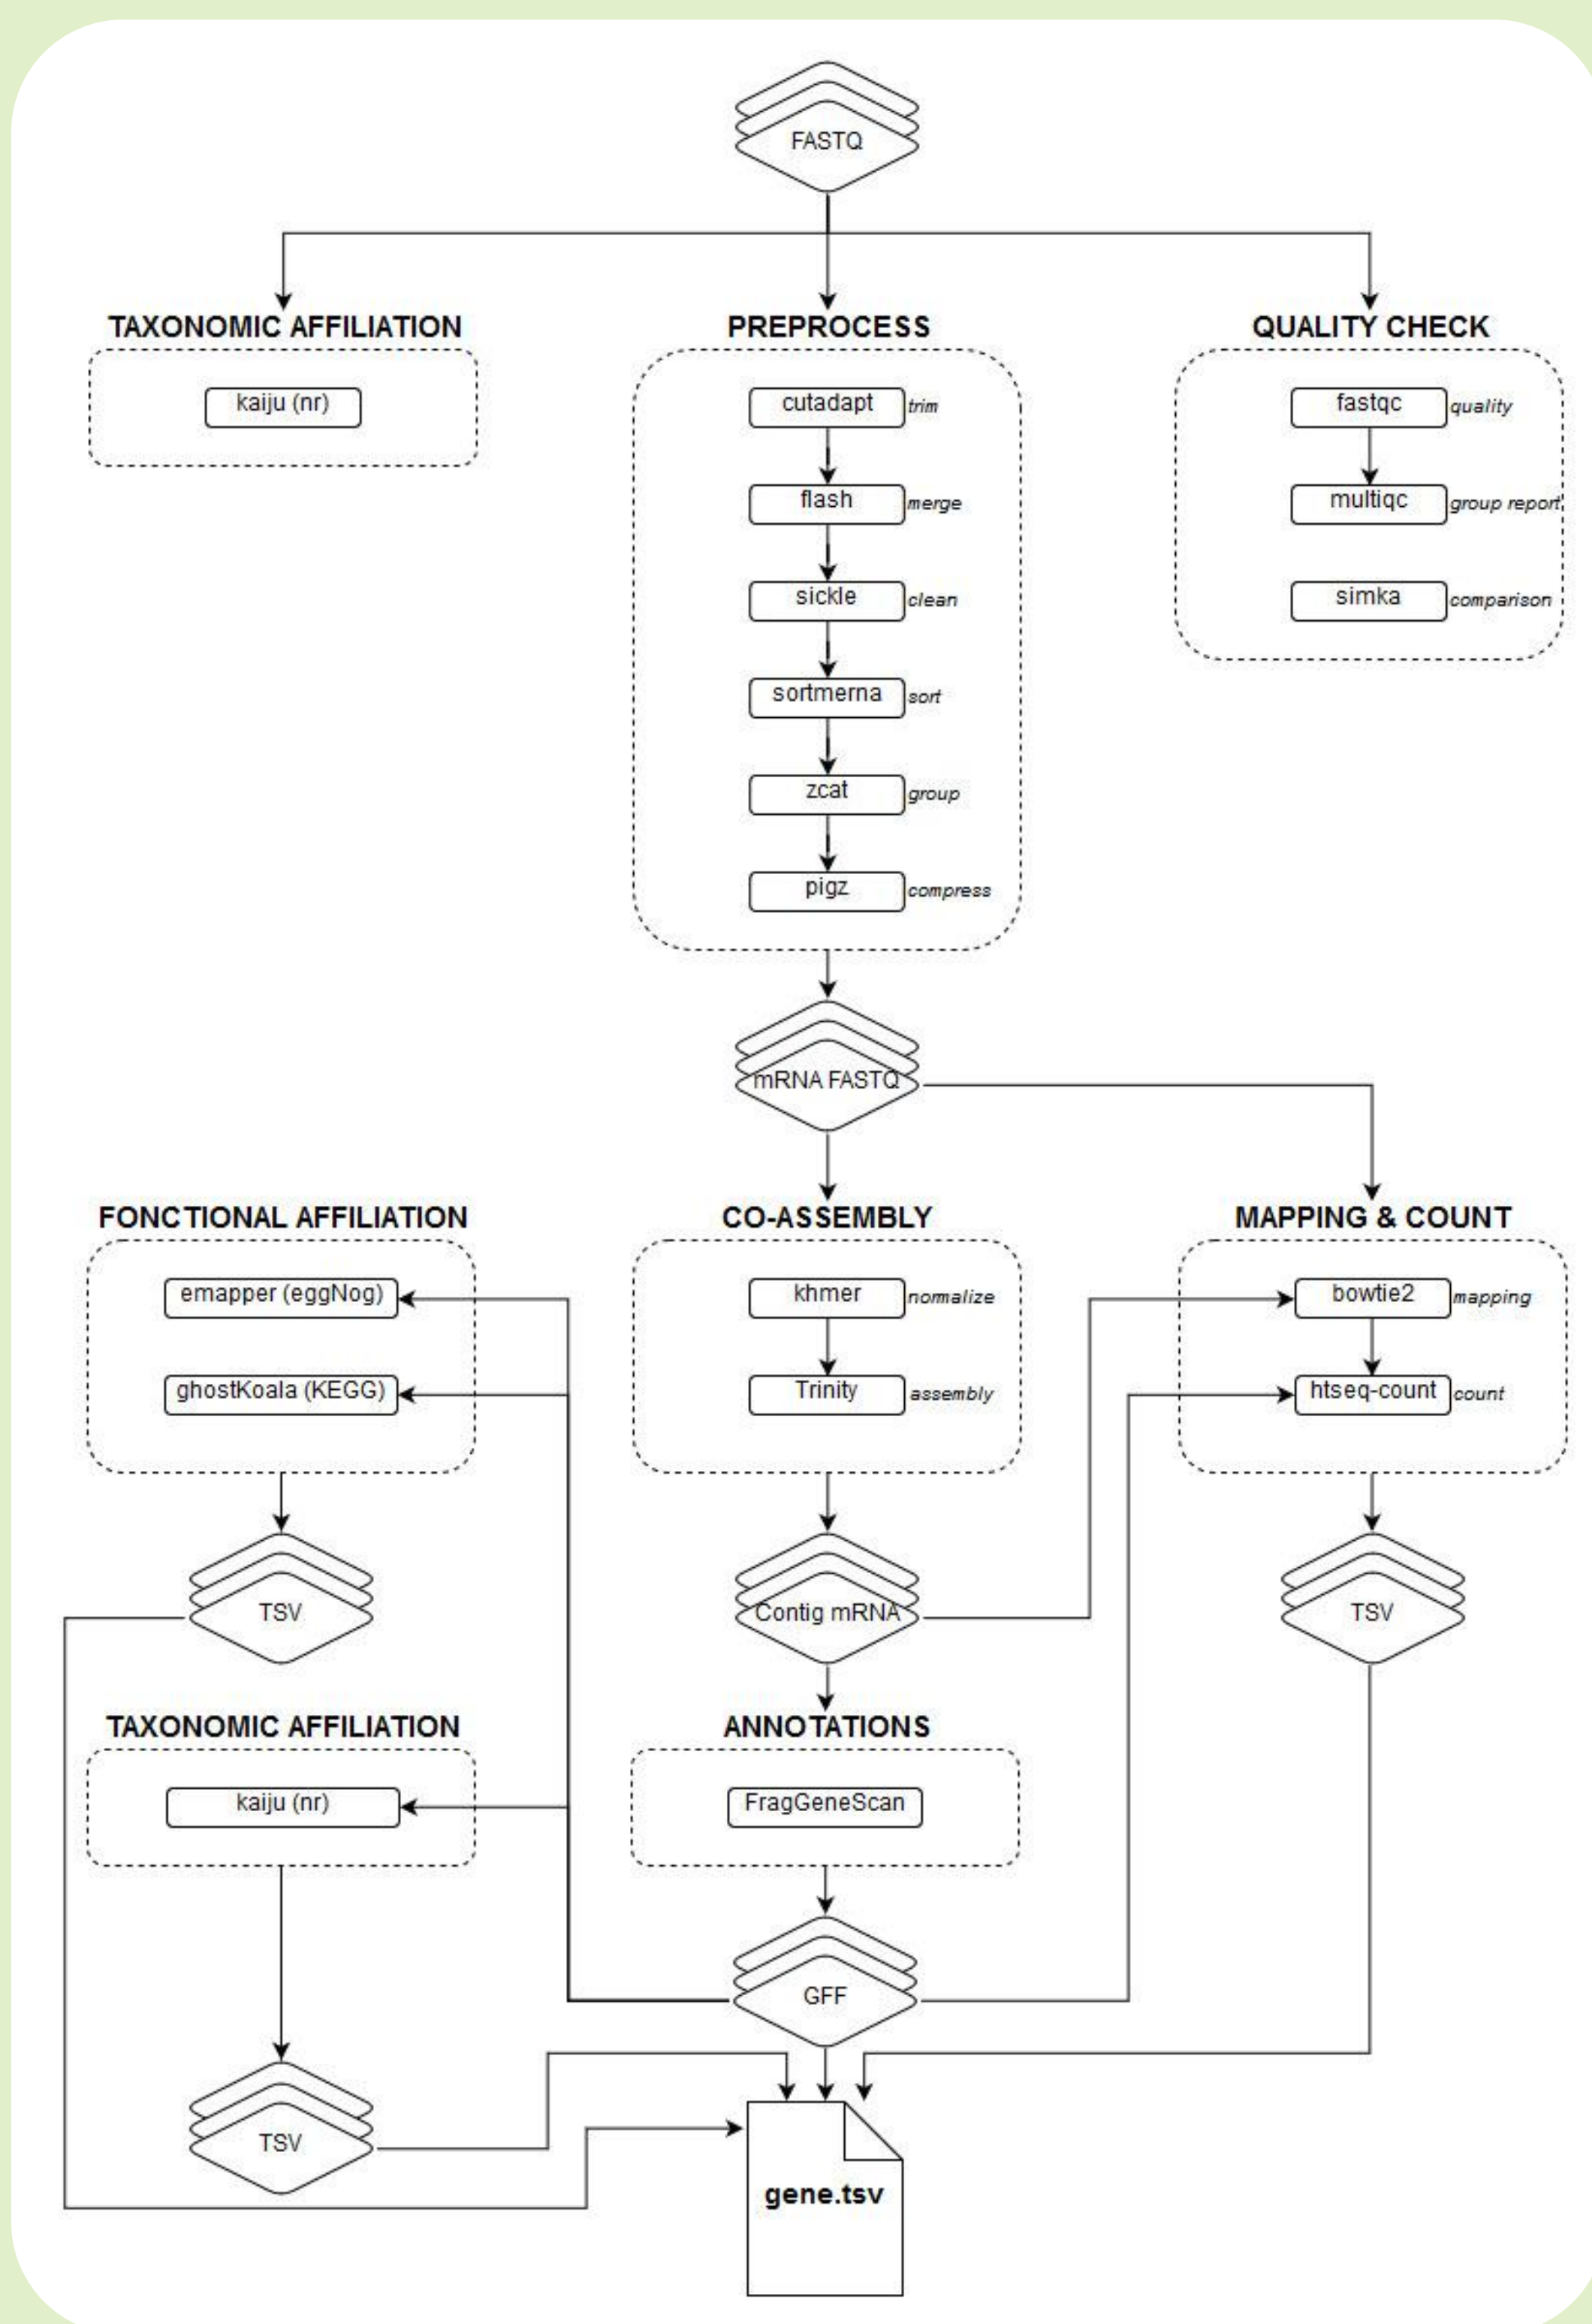 FASTQ
TAXONOMIC AFFILIATION
kaiju (nr)
PREPROCESS
cutadapt trim
flash merge
sickle clean
sortmerna sort
zcat group
pigz compress
QUALITY CHECK
fastqc quality
multiqc group report
simka comparison
mRNA FASTQ
FONCTIONAL AFFILIATION
emapper (eggNog)
ghostKoala (KEGG)
TSV
CO-ASSEMBLY
khmer normalize
Trinity assembly
Contig mRNA
MAPPING & COUNT
bowtie2 mapping
htseq-count count
TSV
TAXONOMIC AFFILIATION
kaiju (nr)
TSV
ANNOTATIONS
FragGeneScan
GFF
gene.tsv